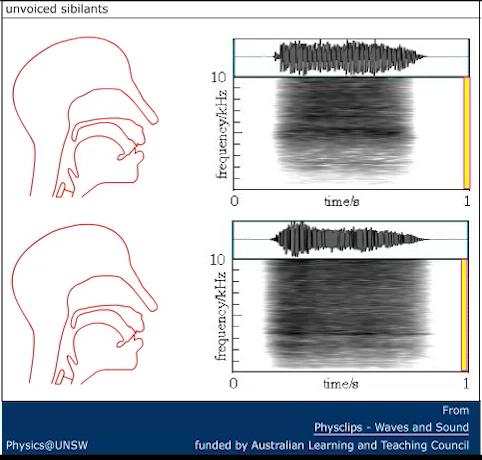 unvoiced sibilants
10
frequency/kHz
0 time/s 1
10
frequency/kHz
0 time/s 1
From
Physclips - Waves and Sound
Physics@UNSW funded by Australian Learning and Teaching Council